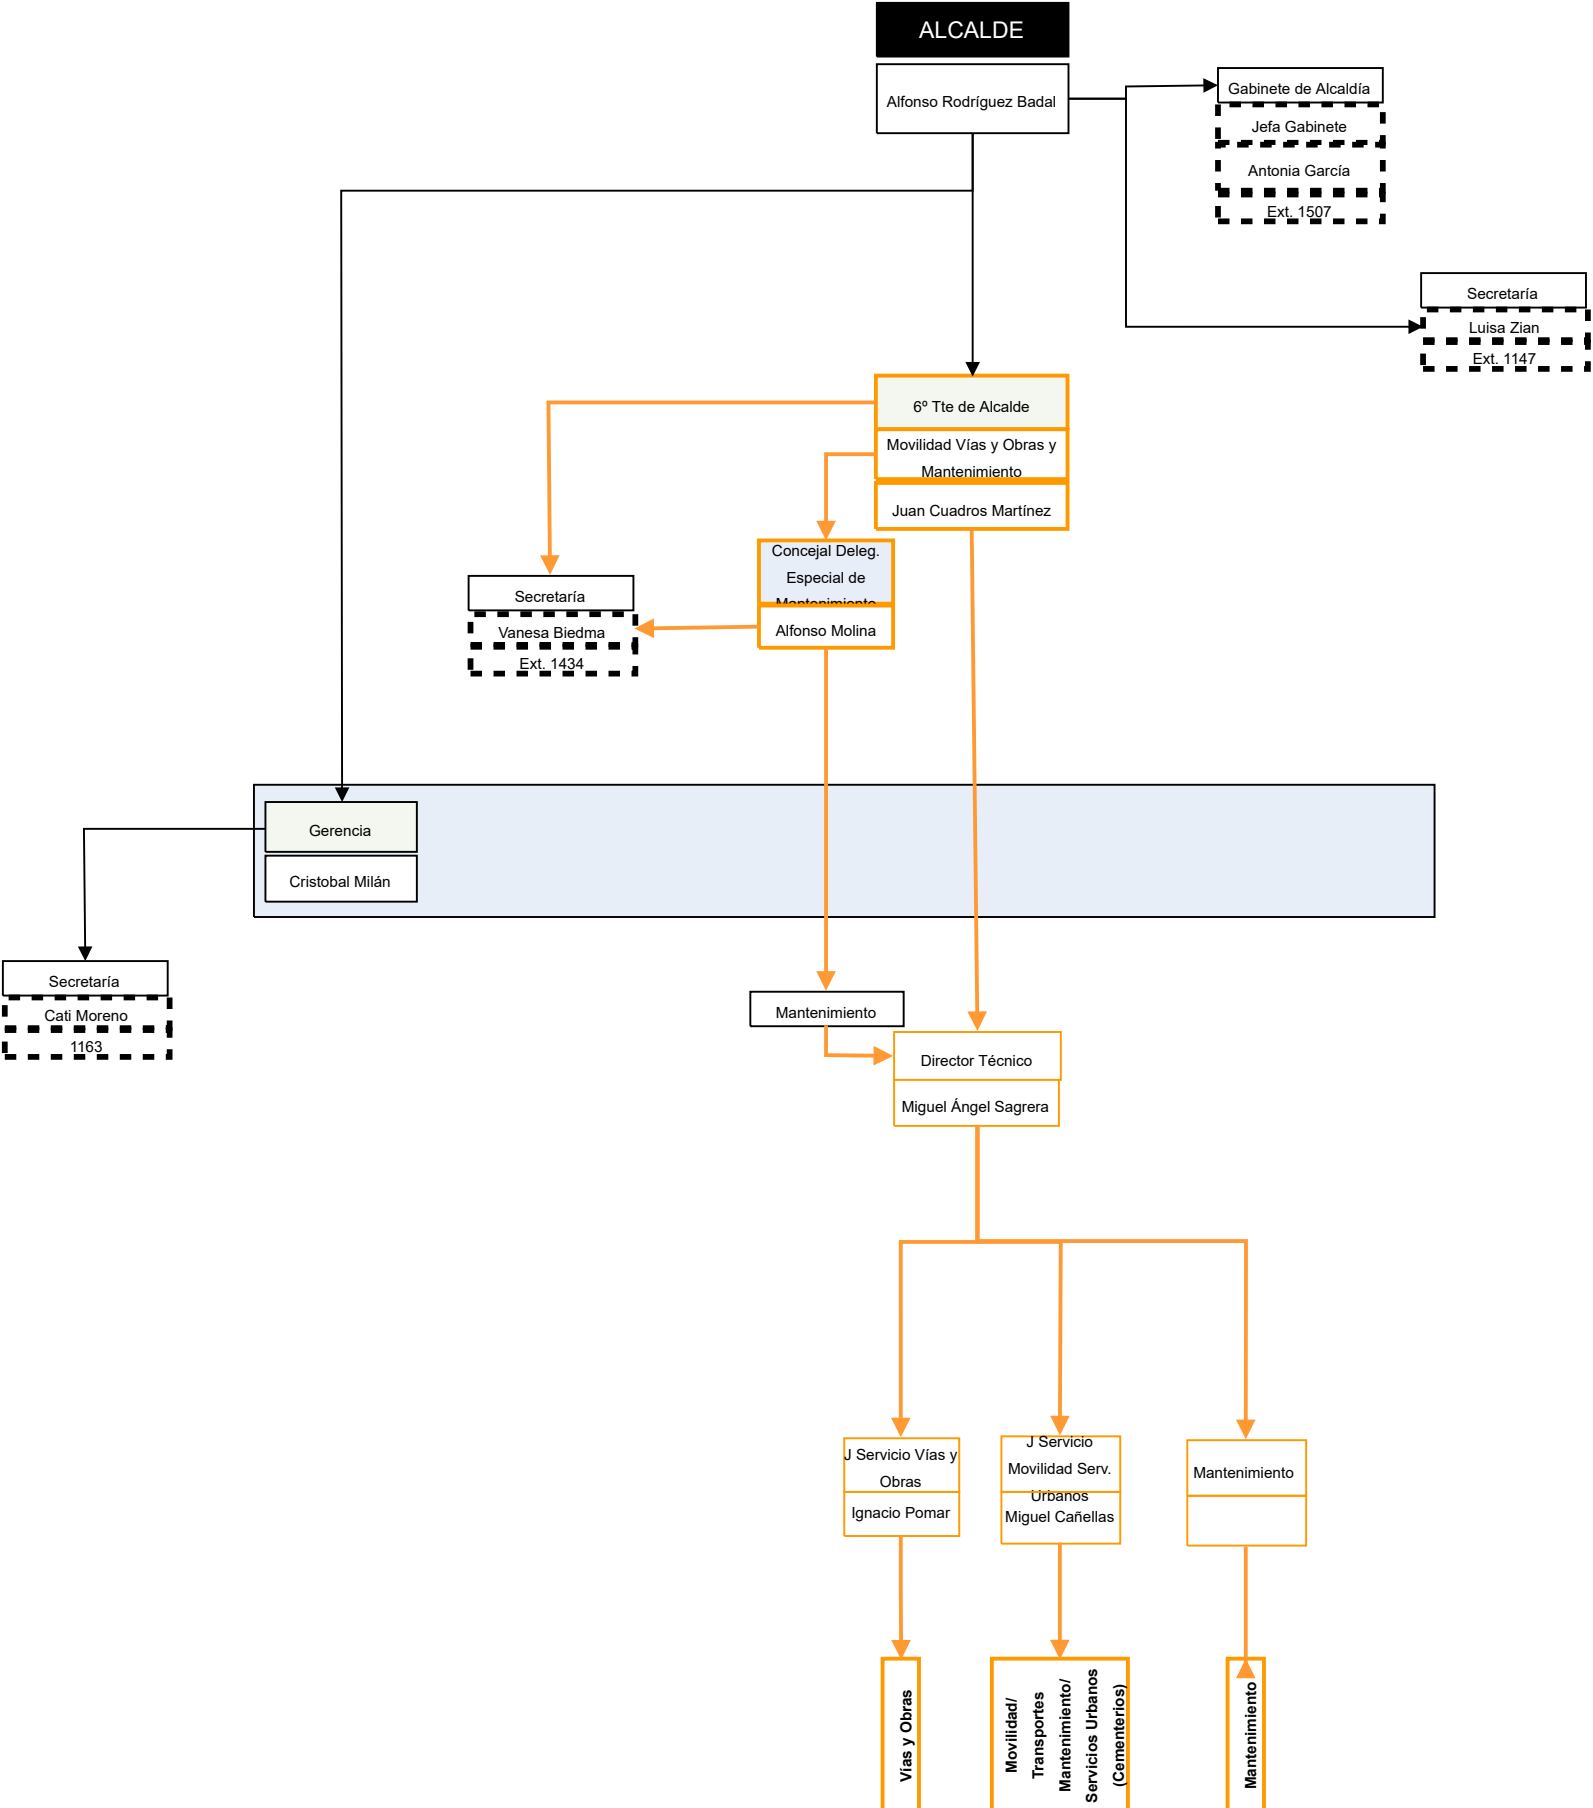 ALCALDE
Alfonso Rodríguez Badal
Gabinete de Alcaldía
Jefa Gabinete
Antonia García
Ext. 1507
Secretaría
Luisa Zian
Ext. 1147
6º Tte de Alcalde
Movilidad Vías y Obras y
Mantenimiento
Juan Cuadros Martínez
Concejal Deleg.
Especial de
Mantenimiento
Alfonso Molina
Secretaría
Vanesa Biedma
Ext. 1434
Gerencia
Cristobal Milán
Secretaría
Cati Moreno
1163
Mantenimiento
Director Técnico
Miguel Ángel Sagrera
J Servicio Vías y
Obras
Ignacio Pomar
J Servicio
Movilidad Serv.
Urbanos
Miguel Cañellas
Mantenimiento
Vías y Obras
Movilidad/
Transportes
Mantenimiento/
Servicios Urbanos
(Cementerios)
Mantenimiento